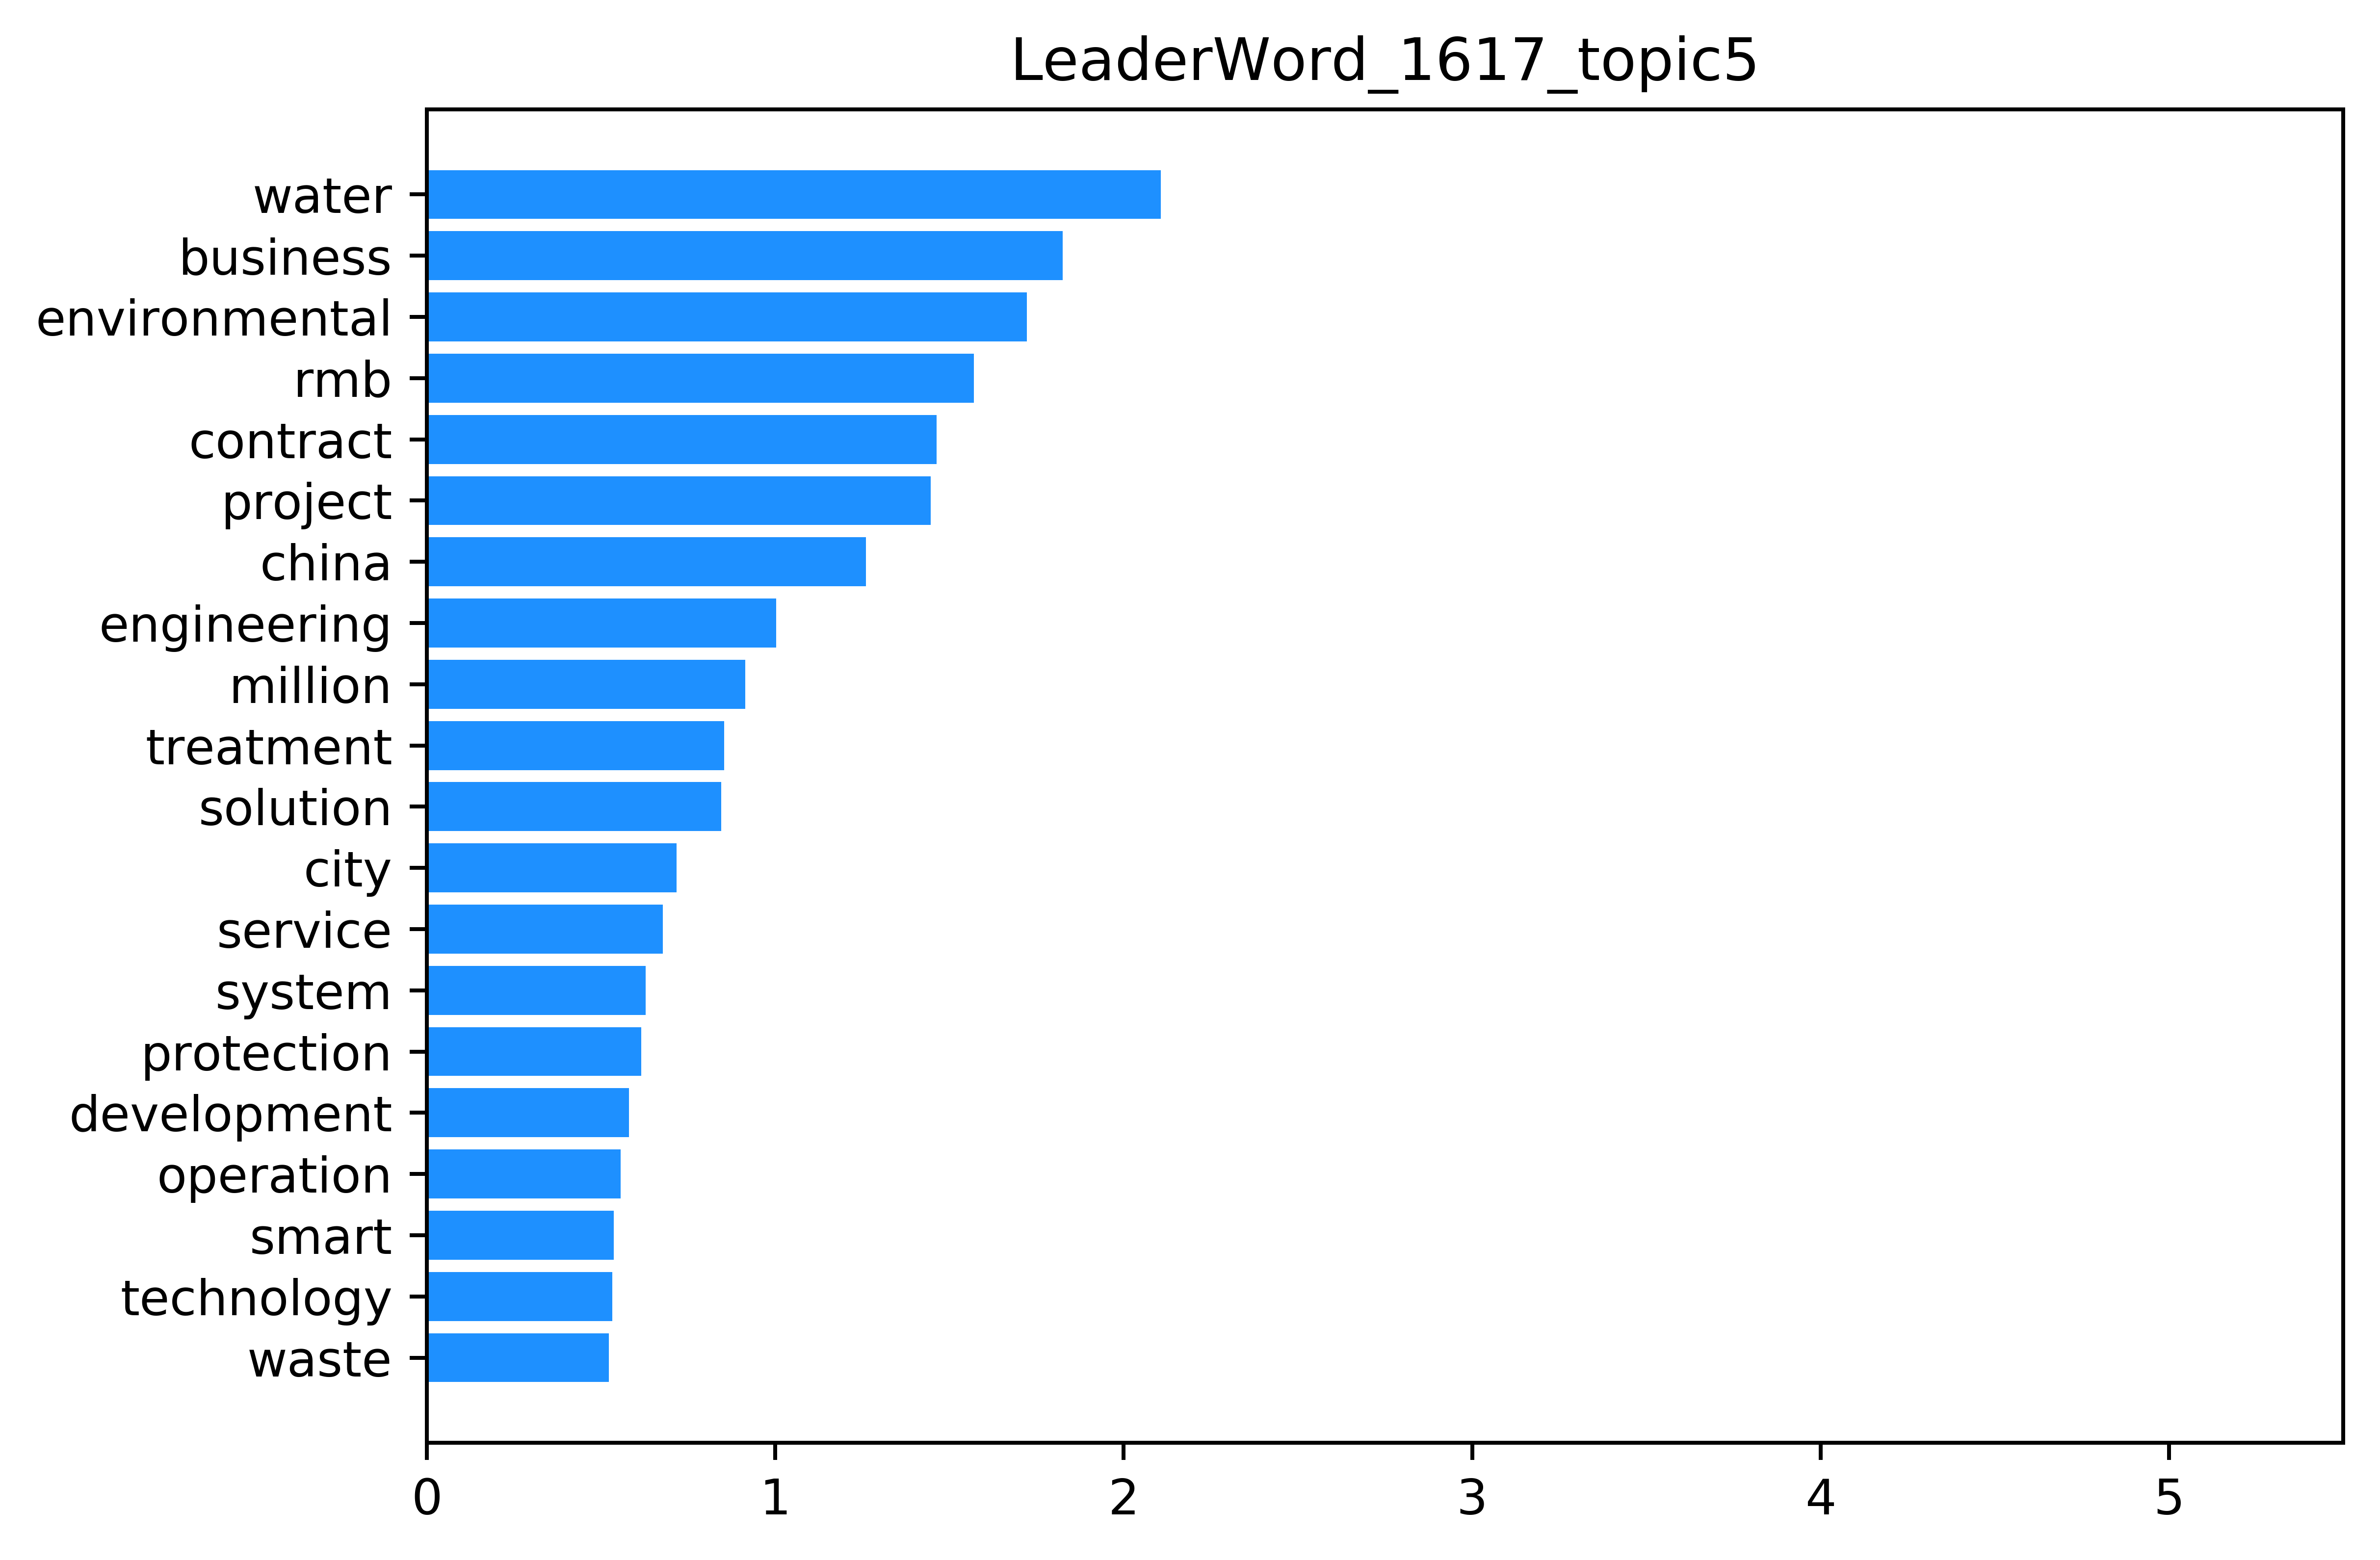 LeaderWord_1617_topic5
water
business
environmental
rmb
contract
project
china
engineering
million
treatment
solution
city
service
system
protection
development
operation
smart
technology
waste
0 1 2 3 4 5